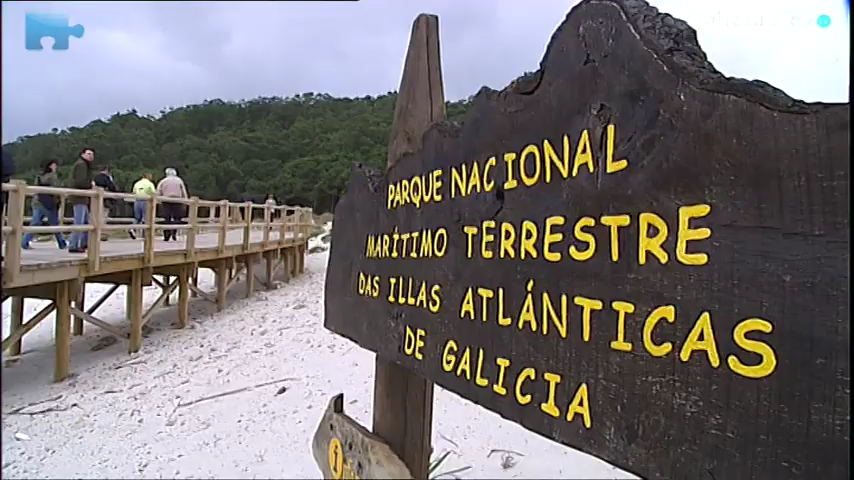 PARQUE NACIONAL
MARÍTIMO TERRESTRE
DAS ILLAS ATLÁNTICAS
DE GALICIA
i